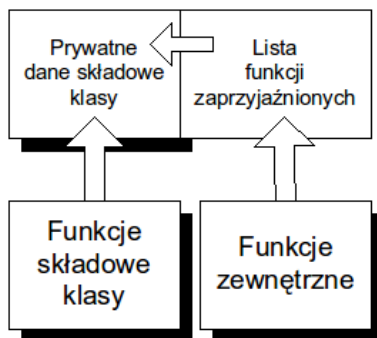 Prywatne
dane składowe
klasy
Lista
funkcji
zaprzyjaźnionych
Funkcje
składowe
klasy
Funkcje
zewnętrzne